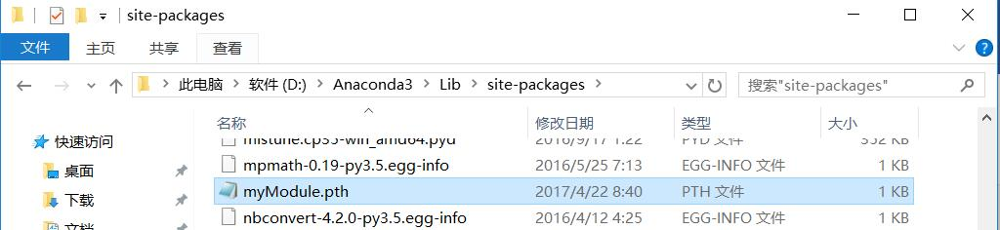 site-packages
文件 主页 共享 查看
此电脑 软件 (D:) Anaconda3 Lib site-packages 搜索"site-packages"
名称 修改日期 类型 大小
快速访问
mistune.cp35-win_amd64.pyd 2016/9/17 1:22 PYD 文件 332 KB
mpmath-0.19-py3.5.egg-info 2016/5/25 7:13 EGG-INFO 文件 1 KB
桌面
myModule.pth 2017/4/22 8:40 PTH 文件 1 KB
下载
nbconvert-4.2.0-py3.5.egg-info 2016/4/12 4:25 EGG-INFO 文件 1 KB
文档